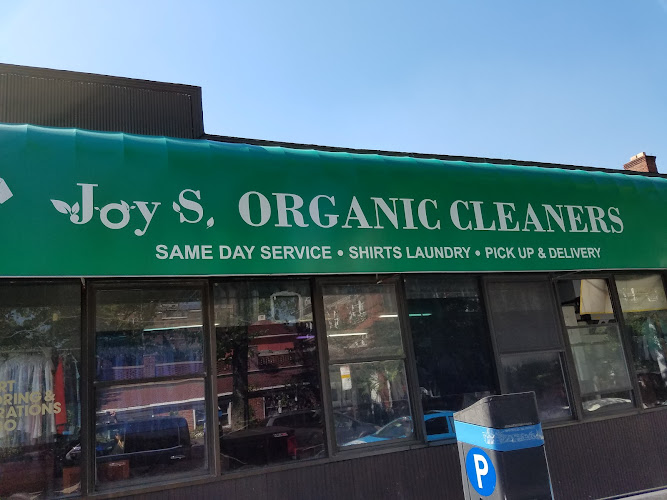 Joy S. ORGANIC CLEANERS
SAME DAY SERVICE • SHIRTS LAUNDRY • PICK UP & DELIVERY
P